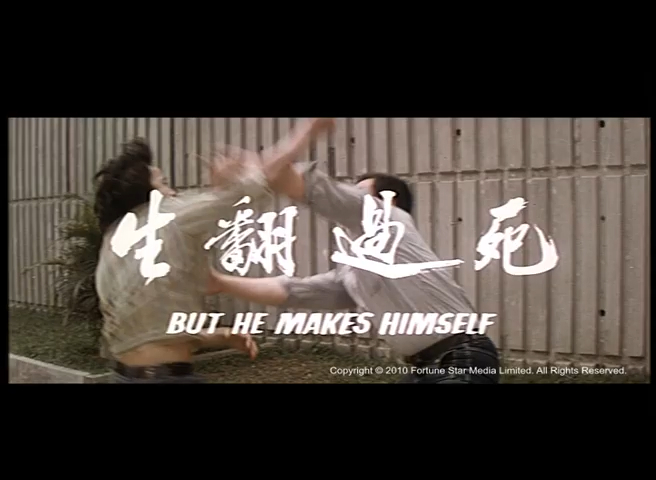 死過翻生
BUT HE MAKES HIMSELF
Copyright © 2010 Fortune Star Media Limited. All Rights Reserved.